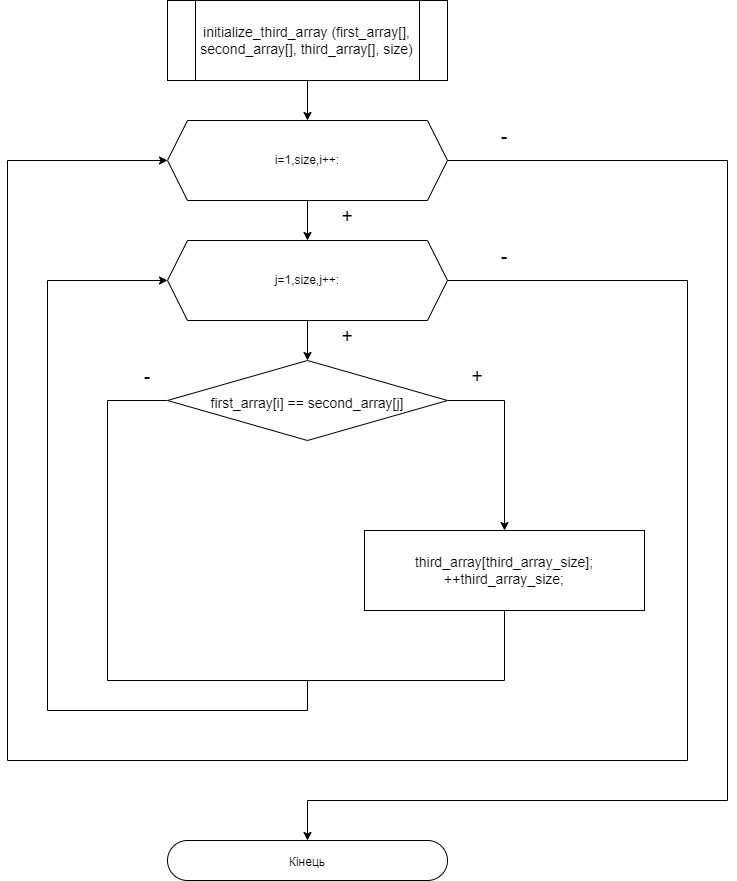 initialize_third_array (first_array[],
second_array[], third_array[], size)
-
i=1,size,i++:
+
-
j=1,size,j++:
+
-
+
first_array[i] == second_array[j]
third_array[third_array_size];
++third_array_size;
Кінець